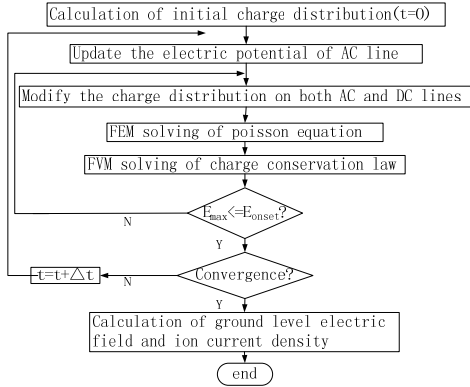 Calculation of initial charge distribution(t=0)
Update the electric potential of AC line
Modify the charge distribution on both AC and DC lines
FEM solving of poisson equation
FVM solving of charge conservation law
Emax<=Eonset?
N
Y
Convergence?
t=t+△t
N
Y
Calculation of ground level electric
field and ion current density
end